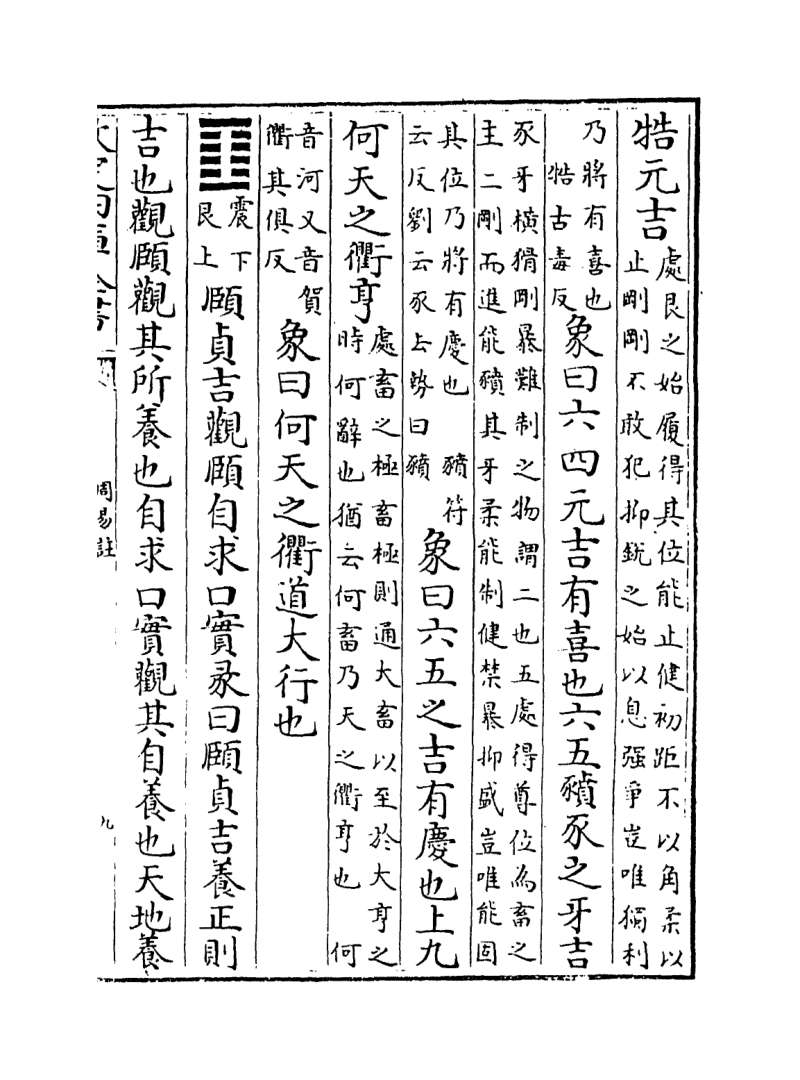 牿元吉處艮之始履得其位能止健初距不以角柔以
止剛剛不敢犯抑銳之始以息强爭豈唯獨利
乃將有喜也
牿古毒反
象曰六四元吉有喜也六五豶豕之牙吉
豕牙橫猾剛暴難制之物謂二也五處得尊位為畜之
主二剛而進能豶其牙柔能制健禁暴抑盛豈唯能固
其位乃將有慶也 豶符
云反劉云豕去勢曰豶
象曰六五之吉有慶也上九
何天之衢亨處畜之極畜極則通大畜以至於大亨之
時何辭也猶云何畜乃天之衢亨也 何
音河又音賀
衢其俱反
象曰何天之衢道大行也
䷚震下
艮上
頤貞吉觀頤自求口實彖曰頤貞吉養正則
吉也觀頤觀其所養也自求口實觀其自養也天地養
周易註
九